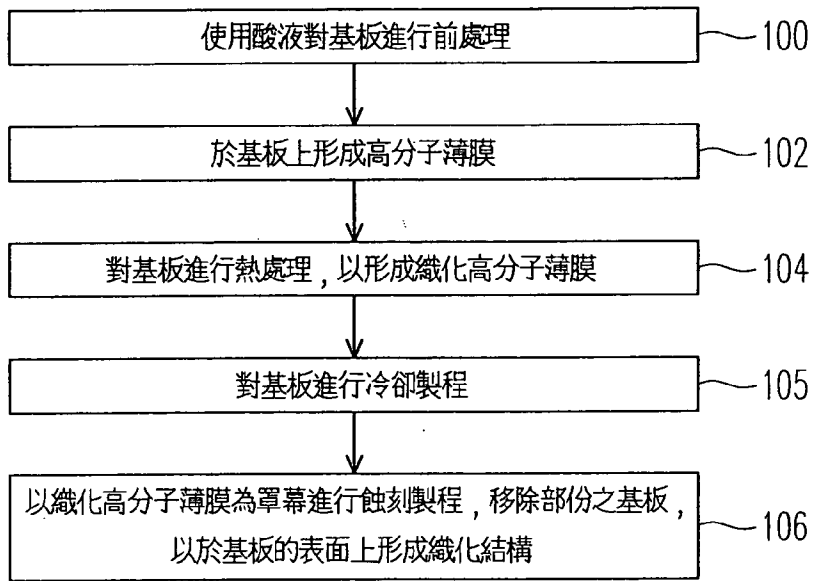 使用酸液對基板進行前處理
100
於基板上形成高分子薄膜
102
對基板進行熱處理，以形成織化高分子薄膜
104
對基板進行冷卻製程
105
以織化高分子薄膜為罩幕進行蝕刻製程，移除部份之基板，
以於基板的表面上形成織化結構
106